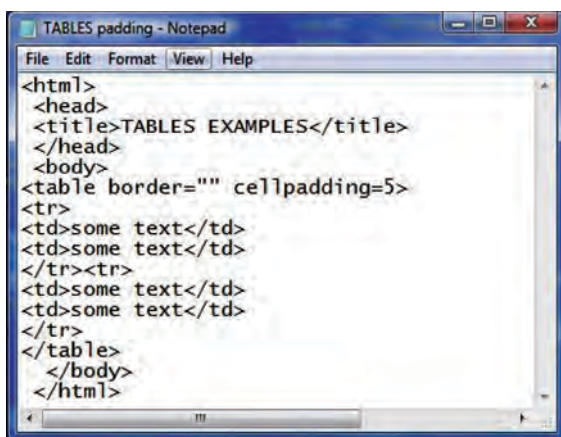 TABLES padding - Notepad
File Edit Format View Help
<html>
<head>
<title>TABLES EXAMPLES</title>
</head>
<body>
<table border="" cellpadding=5>
<tr>
<td>some text</td>
<td>some text</td>
</tr><tr>
<td>some text</td>
<td>some text</td>
</tr>
</table>
</body>
</html>